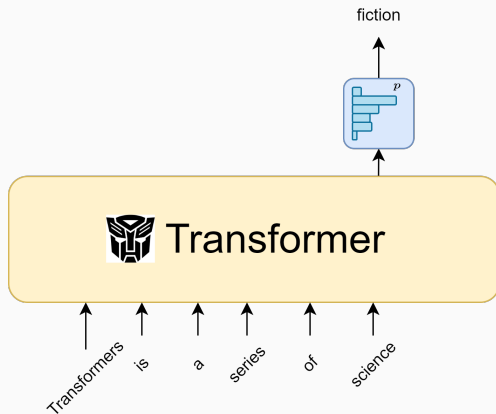 fiction
p
Transformer
Transformers
is
a
series
of
science